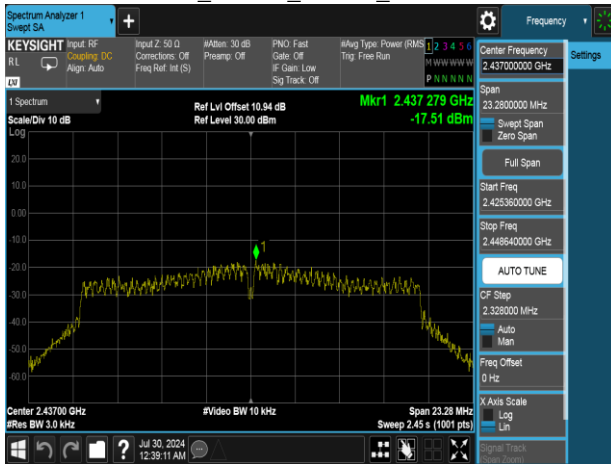 Spectrum Analyzer 1
Swept SA
+
Frequency
KEYSIGHT
RL
LXI
Input: RF
Coupling: DC
Align: Auto
Input Z: 50 Ω
Corrections: Off
Freq Ref: Int (S)
#Atten: 30 dB
Preamp: Off
PNO: Fast
Gate: Off
IF Gain: Low
Sig Track: Off
#Avg Type: Power (RMS
Trig: Free Run
1 2 3 4 5 6
M W W W W W
P N N N N N
Center Frequency
2.437000000 GHz
Settings
Span
23.2800000 MHz
Swept Span
Zero Span
Full Span
Start Freq
2.425360000 GHz
Stop Freq
2.448640000 GHz
AUTO TUNE
CF Step
2.328000 MHz
Auto
Man
Freq Offset
0 Hz
X Axis Scale
Log
Lin
Signal Track
(Span Zoom)
1 Spectrum
Scale/Div 10 dB
Log
Ref Lvl Offset 10.94 dB
Ref Level 30.00 dBm
Mkr1 2.437 279 GHz
-17.51 dBm
20.0
10.0
0.00
-10.0
-20.0
-30.0
-40.0
-50.0
-60.0
1
Center 2.43700 GHz
#Res BW 3.0 kHz
#Video BW 10 kHz
Span 23.28 MHz
Sweep 2.45 s (1001 pts)
?
Jul 30, 2024
12:39:11 AM